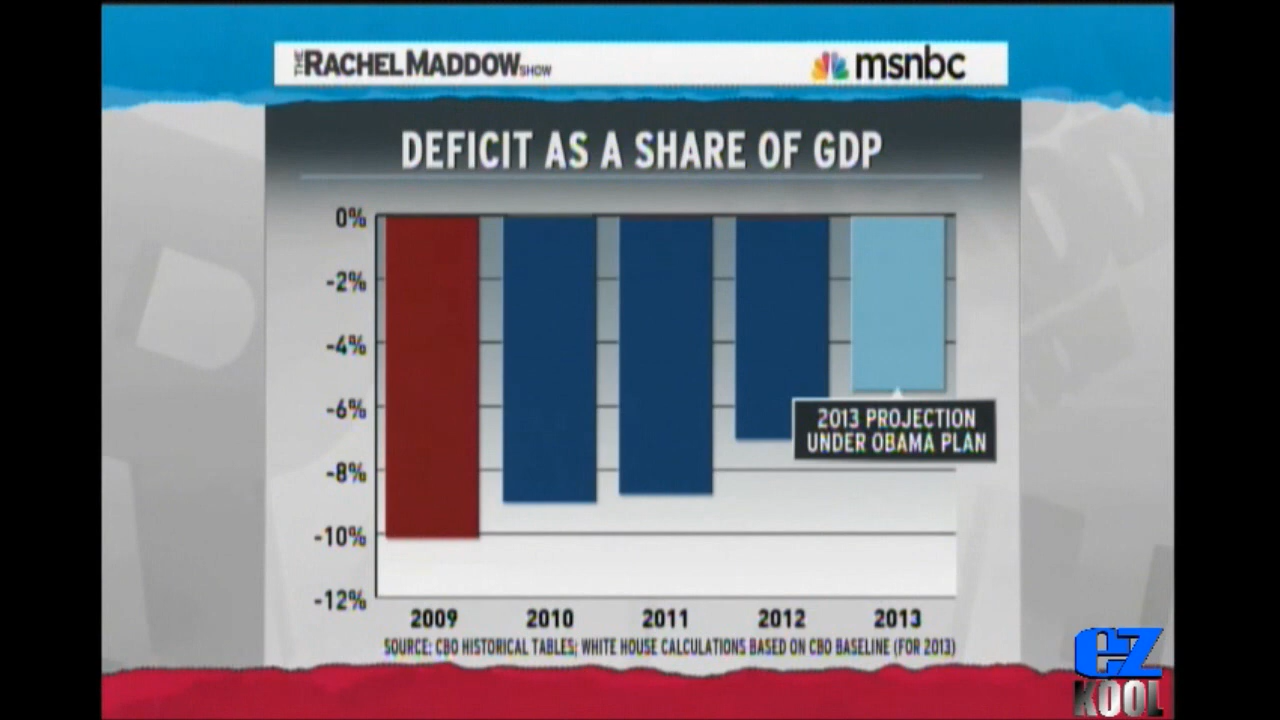 THE RACHEL MADDOW SHOW
msnbc
DEFICIT AS A SHARE OF GDP
0%
-2%
-4%
-6%
-8%
-10%
-12%
2013 PROJECTION
UNDER OBAMA PLAN
2009 2010 2011 2012 2013
SOURCE: CBO HISTORICAL TABLES; WHITE HOUSE CALCULATIONS BASED ON CBO BASELINE (FOR 2013)
eZ
KOOL